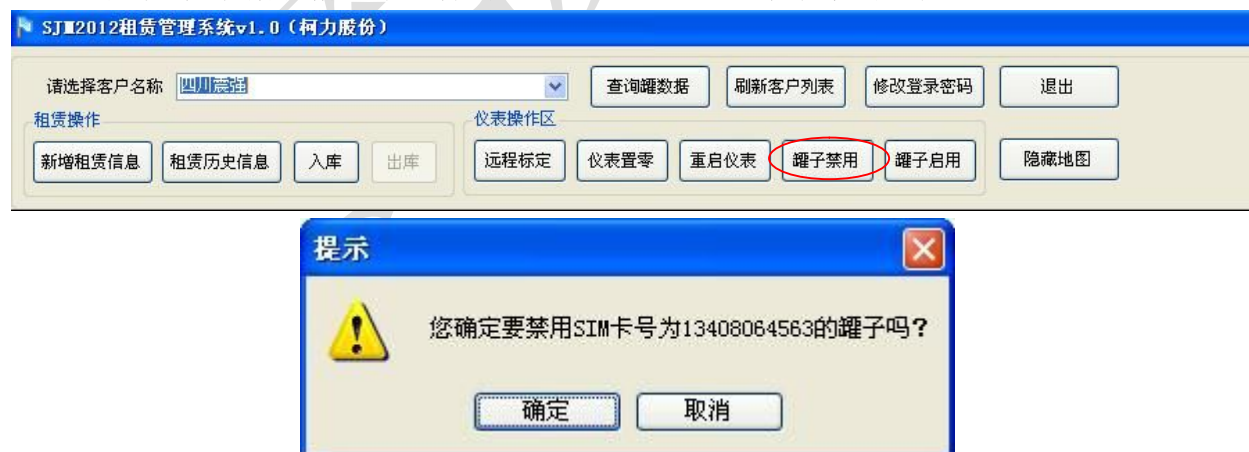 SJM2012租赁管理系统v1.0（柯力股份）
请选择客户名称 四川震强 查询罐数据 刷新客户列表 修改登录密码 退出
租赁操作 仪表操作区
新增租赁信息 租赁历史信息 入库 出库 远程标定 仪表置零 重启仪表 罐子禁用 罐子启用 隐藏地图
提示
您确定要禁用SIM卡号为13408064563的罐子吗？
确定 取消